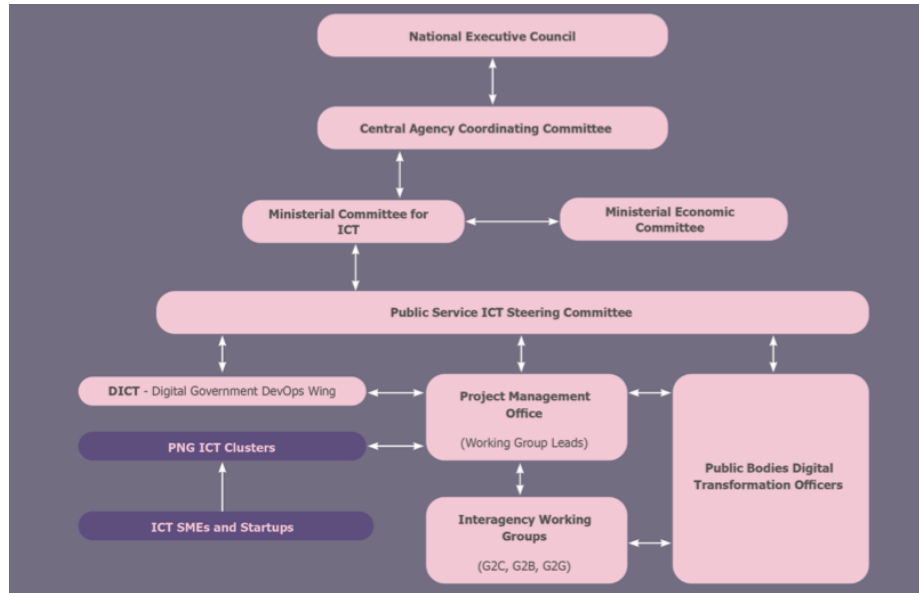 National Executive Council
Central Agency Coordinating Committee
Ministerial Committee for
ICT
Ministerial Economic
Committee
Public Service ICT Steering Committee
DICT - Digital Government DevOps Wing
Project Management
Office
(Working Group Leads)
PNG ICT Clusters
Public Bodies Digital
Transformation Officers
ICT SMEs and Startups
Interagency Working
Groups
(G2C, G2B, G2G)